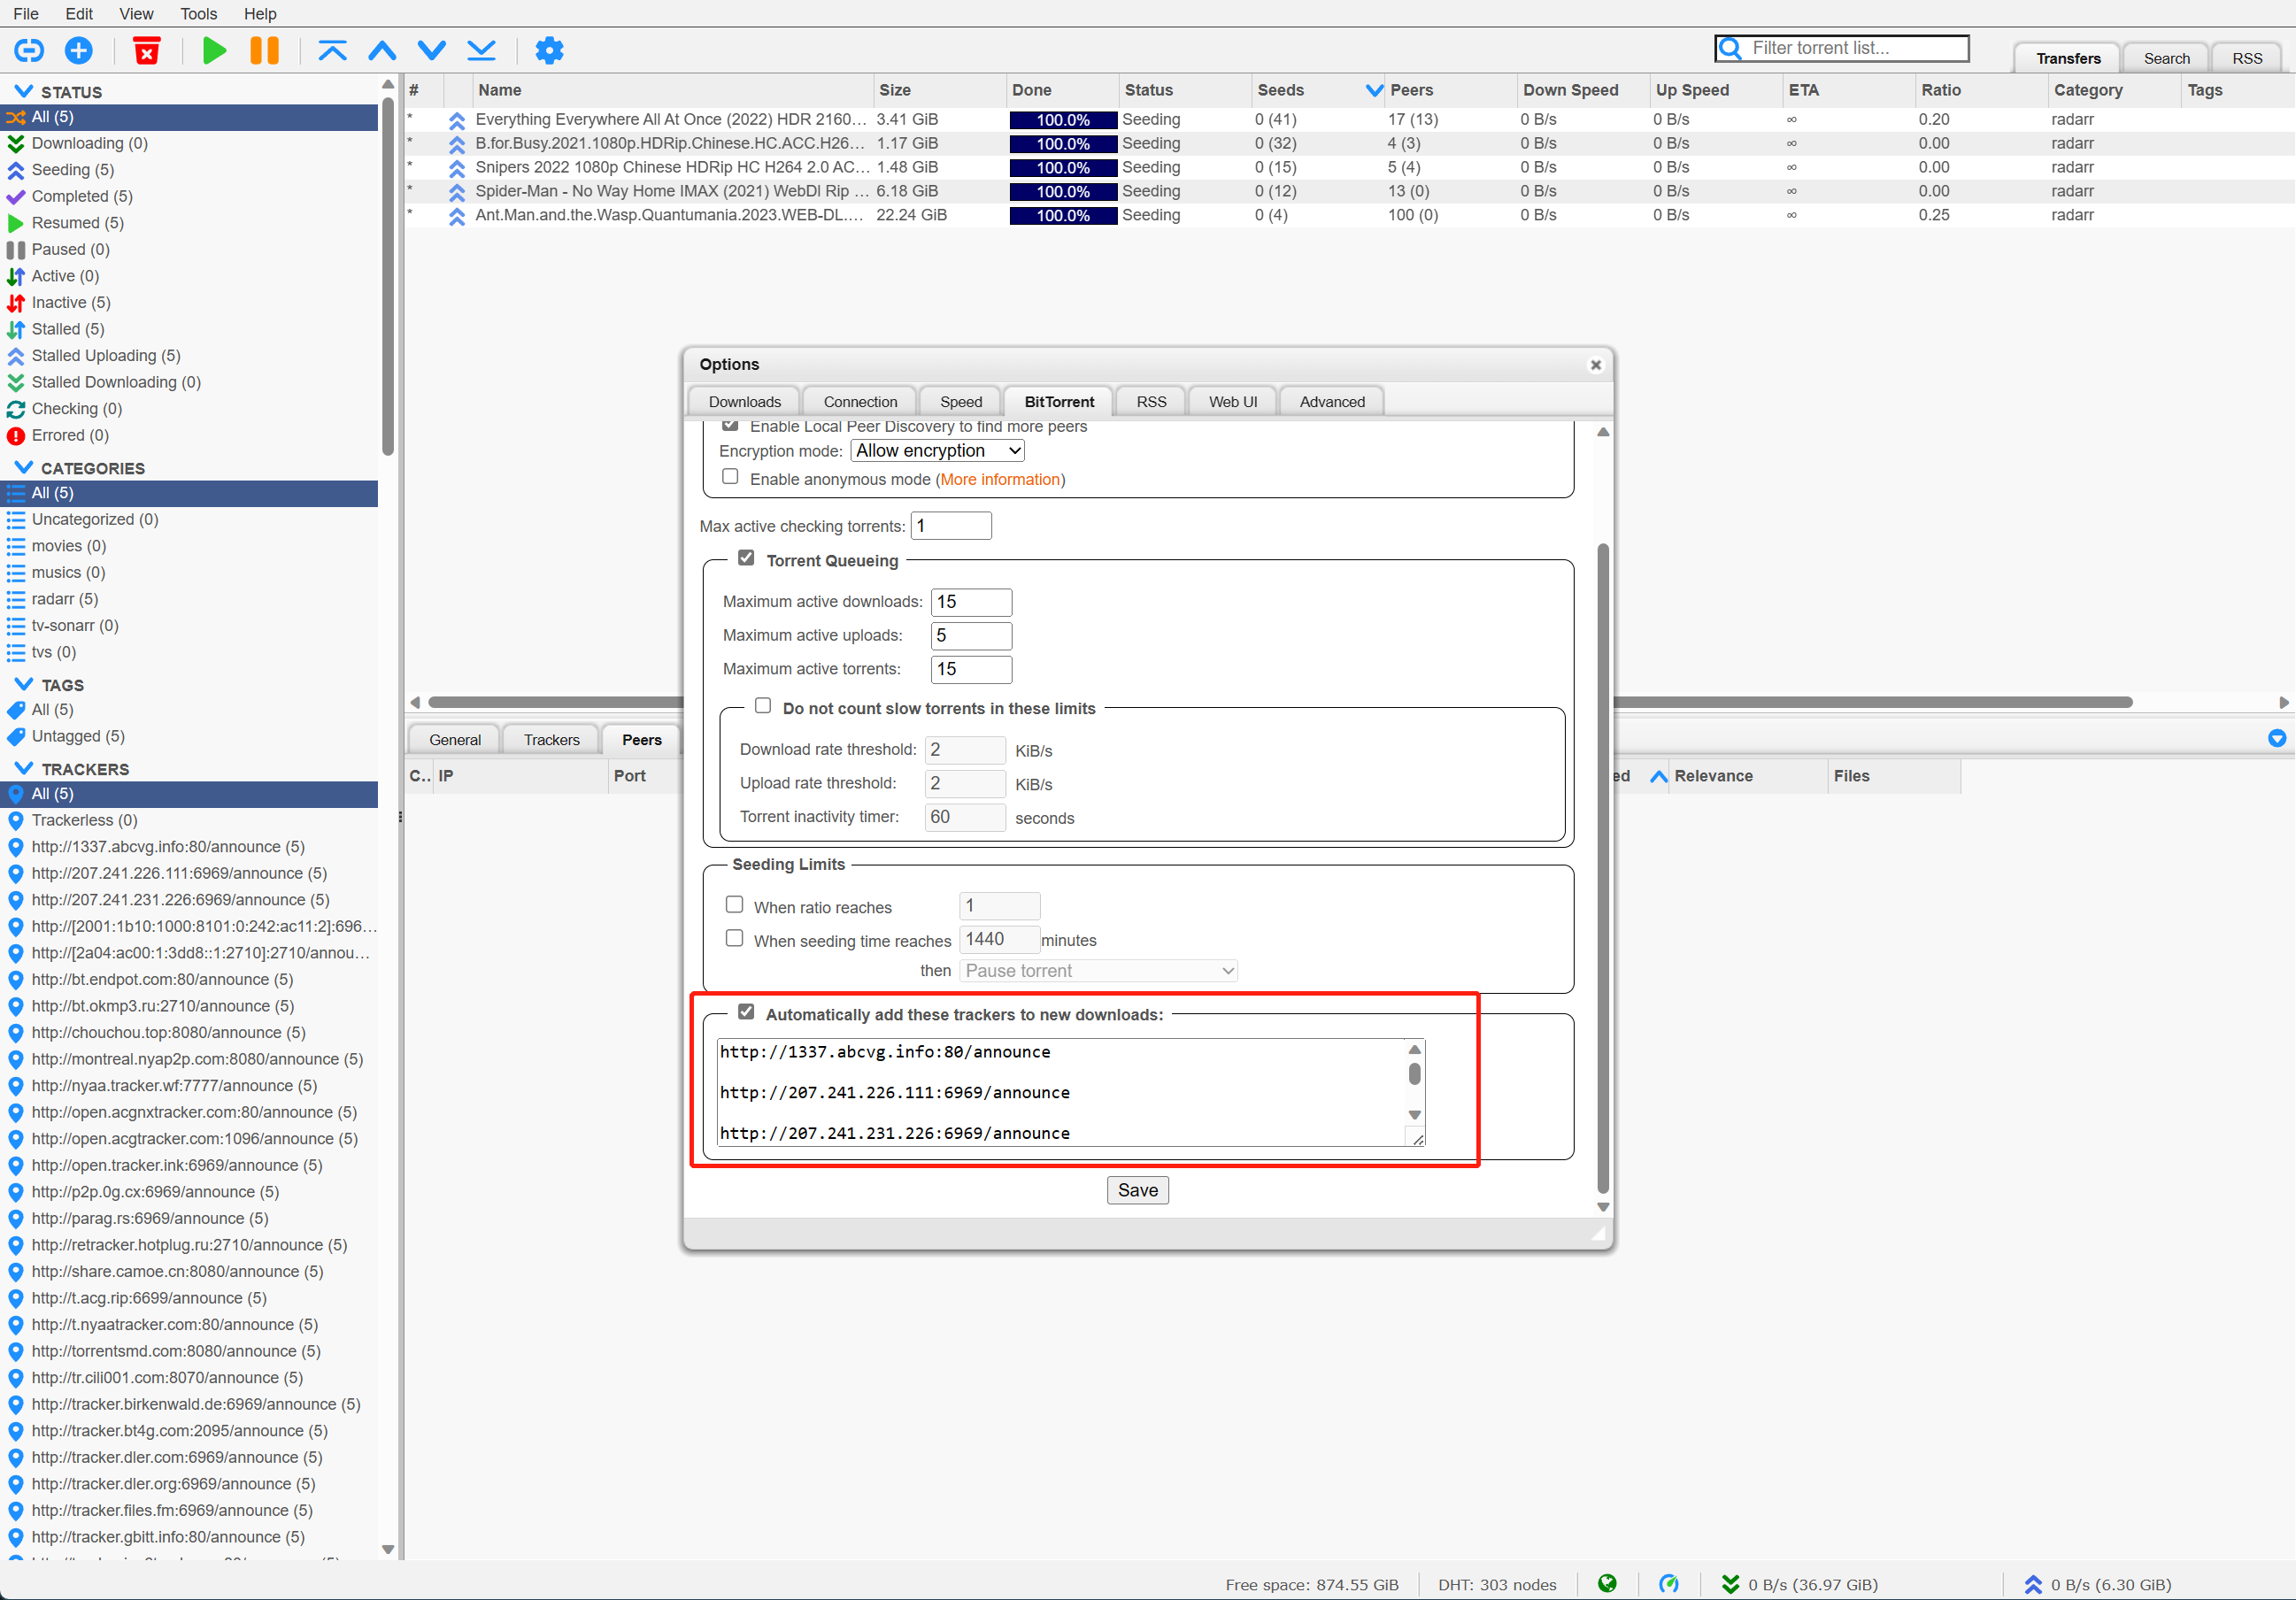 File Edit View Tools Help
Filter torrent list...
Transfers Search RSS
STATUS
All (5)
Downloading (0)
Seeding (5)
Completed (5)
Resumed (5)
Paused (0)
Active (0)
Inactive (5)
Stalled (5)
Stalled Uploading (5)
Stalled Downloading (0)
Checking (0)
Errored (0)
CATEGORIES
All (5)
Uncategorized (0)
movies (0)
musics (0)
radarr (5)
tv-sonarr (0)
tvs (0)
TAGS
All (5)
Untagged (5)
TRACKERS
All (5)
Trackerless (0)
http://1337.abcvg.info:80/announce (5)
http://207.241.226.111:6969/announce (5)
http://207.241.231.226:6969/announce (5)
http://[2001:1b10:1000:8101:0:242:ac11:2]:696...
http://[2a04:ac00:1:3dd8::1:2710]:2710/annou...
http://bt.endpot.com:80/announce (5)
http://bt.okmp3.ru:2710/announce (5)
http://chouchou.top:8080/announce (5)
http://montreal.nyap2p.com:8080/announce (5)
http://nyaa.tracker.wf:7777/announce (5)
http://open.acgnxtracker.com:80/announce (5)
http://open.acgtracker.com:1096/announce (5)
http://open.tracker.ink:6969/announce (5)
http://p2p.0g.cx:6969/announce (5)
http://parag.rs:6969/announce (5)
http://retracker.hotplug.ru:2710/announce (5)
http://share.camoe.cn:8080/announce (5)
http://t.acg.rip:6699/announce (5)
http://t.nyaatracker.com:80/announce (5)
http://torrentsmd.com:8080/announce (5)
http://tr.cili001.com:8070/announce (5)
http://tracker.birkenwald.de:6969/announce (5)
http://tracker.bt4g.com:2095/announce (5)
http://tracker.dler.com:6969/announce (5)
http://tracker.dler.org:6969/announce (5)
http://tracker.files.fm:6969/announce (5)
http://tracker.gbitt.info:80/announce (5)
# Name Size Done Status Seeds Peers Down Speed Up Speed ETA Ratio Category Tags
* Everything Everywhere All At Once (2022) HDR 2160... 3.41 GiB 100.0% Seeding 0 (41) 17 (13) 0 B/s 0 B/s ∞ 0.20 radarr
* B.for.Busy.2021.1080p.HDRip.Chinese.HC.ACC.H26... 1.17 GiB 100.0% Seeding 0 (32) 4 (3) 0 B/s 0 B/s ∞ 0.00 radarr
* Snipers 2022 1080p Chinese HDRip HC H264 2.0 AC... 1.48 GiB 100.0% Seeding 0 (15) 5 (4) 0 B/s 0 B/s ∞ 0.00 radarr
* Spider-Man - No Way Home IMAX (2021) WebDl Rip ... 6.18 GiB 100.0% Seeding 0 (12) 13 (0) 0 B/s 0 B/s ∞ 0.00 radarr
* Ant.Man.and.the.Wasp.Quantumania.2023.WEB-DL.... 22.24 GiB 100.0% Seeding 0 (4) 100 (0) 0 B/s 0 B/s ∞ 0.25 radarr
General Trackers Peers
C.. IP Port ed Relevance Files
Options
Downloads Connection Speed BitTorrent RSS Web UI Advanced
Enable Local Peer Discovery to find more peers
Encryption mode: Allow encryption
Enable anonymous mode (More information)
Max active checking torrents: 1
Torrent Queueing
Maximum active downloads: 15
Maximum active uploads: 5
Maximum active torrents: 15
Do not count slow torrents in these limits
Download rate threshold: 2 KiB/s
Upload rate threshold: 2 KiB/s
Torrent inactivity timer: 60 seconds
Seeding Limits
When ratio reaches 1
When seeding time reaches 1440 minutes
then Pause torrent
Automatically add these trackers to new downloads:
http://1337.abcvg.info:80/announce
http://207.241.226.111:6969/announce
http://207.241.231.226:6969/announce
Save
Free space: 874.55 GiB DHT: 303 nodes 0 B/s (36.97 GiB) 0 B/s (6.30 GiB)